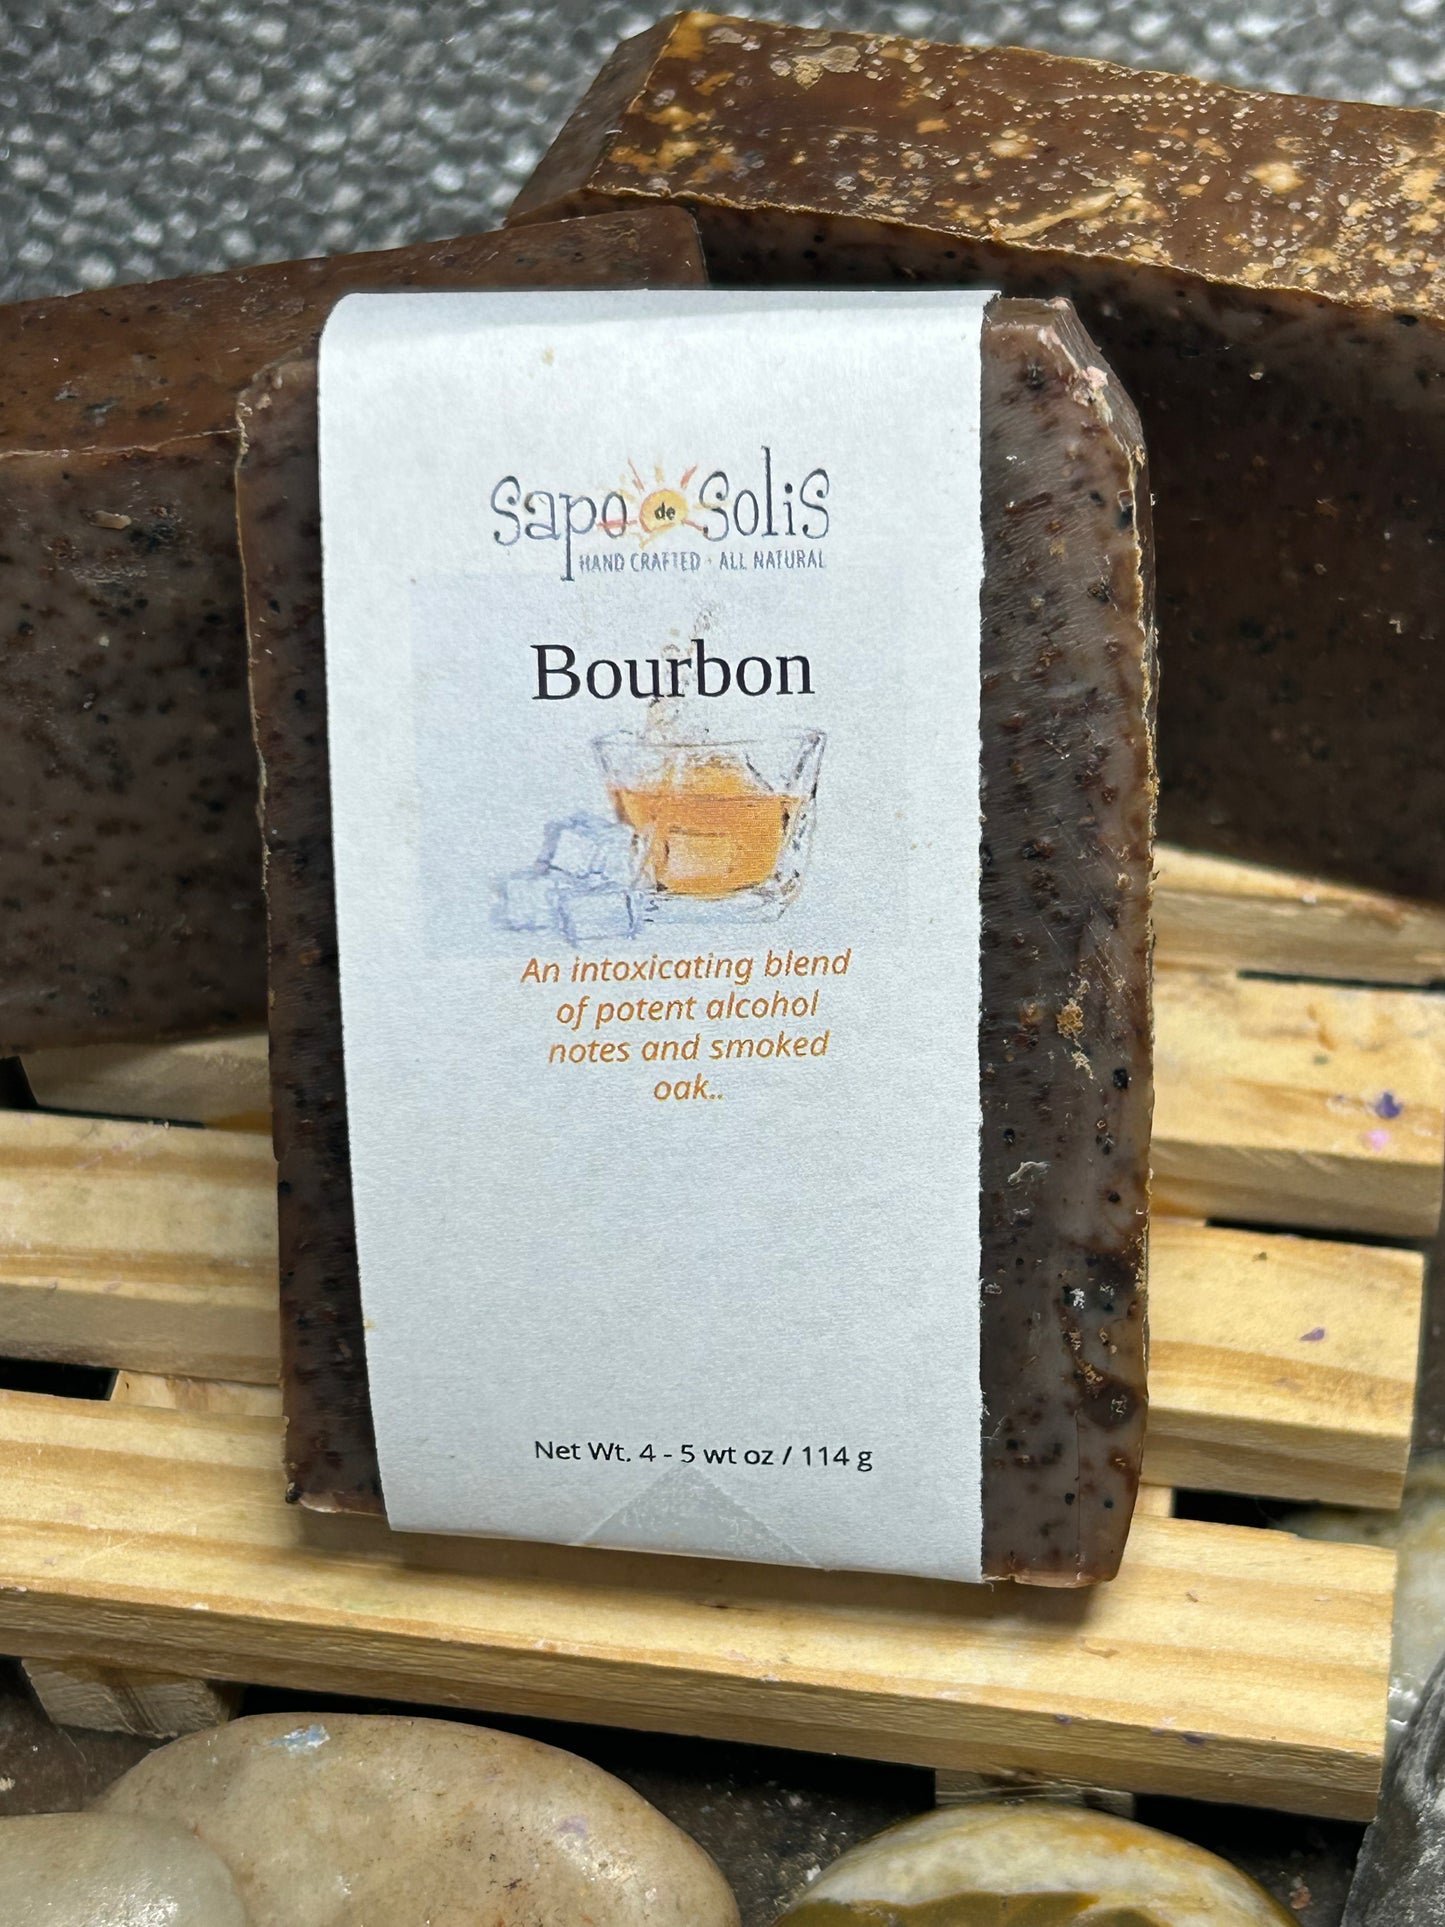 Sapo de Solis
HAND CRAFTED · ALL NATURAL
Bourbon
An intoxicating blend
of potent alcohol
notes and smoked
oak..
Net Wt. 4 - 5 wt oz / 114 g